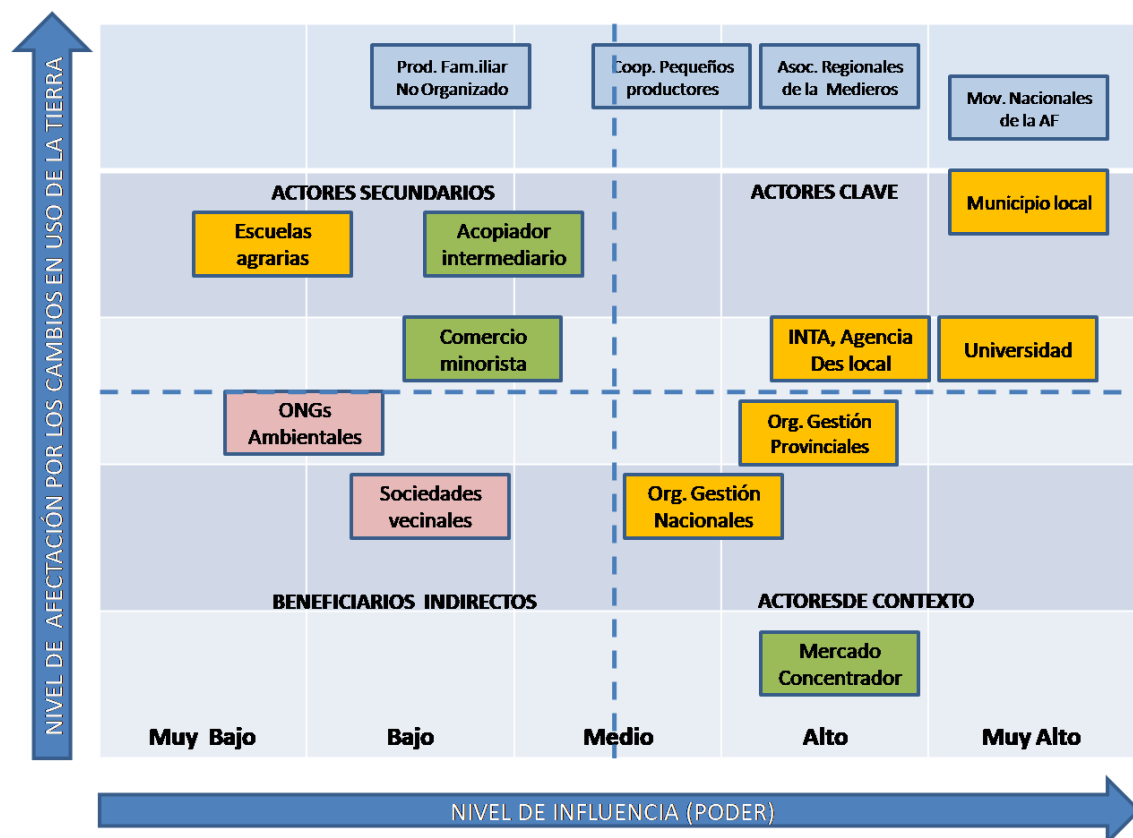 NIVEL DE AFECTACIÓN POR LOS CAMBIOS EN USO DE LA TIERRA
Prod. Fam.iliar
No Organizado
Coop. Pequeños
productores
Asoc. Regionales
de la Medieros
Mov. Nacionales
de la AF
ACTORES SECUNDARIOS
ACTORES CLAVE
Municipio local
Escuelas
agrarias
Acopiador
intermediario
Comercio
minorista
INTA, Agencia
Des local
Universidad
ONGs
Ambientales
Org. Gestión
Provinciales
Sociedades
vecinales
Org. Gestión
Nacionales
BENEFICIARIOS INDIRECTOS
ACTORESDE CONTEXTO
Mercado
Concentrador
Muy Bajo
Bajo
Medio
Alto
Muy Alto
NIVEL DE INFLUENCIA (PODER)